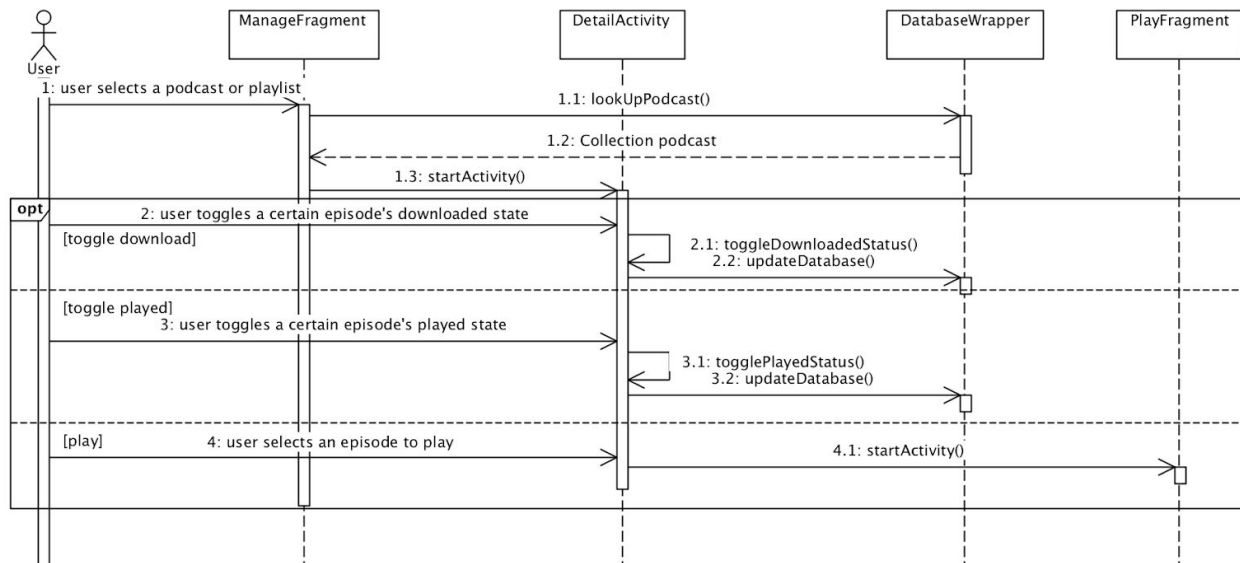 ManageFragment
DetailActivity
DatabaseWrapper
PlayFragment
User
1: user selects a podcast or playlist
1.1: lookUpPodcast()
1.2: Collection podcast
1.3: startActivity()
opt
2: user toggles a certain episode's downloaded state
[toggle download]
2.1: toggleDownloadedStatus()
2.2: updateDatabase()
[toggle played]
3: user toggles a certain episode's played state
3.1: togglePlayedStatus()
3.2: updateDatabase()
[play]
4: user selects an episode to play
4.1: startActivity()